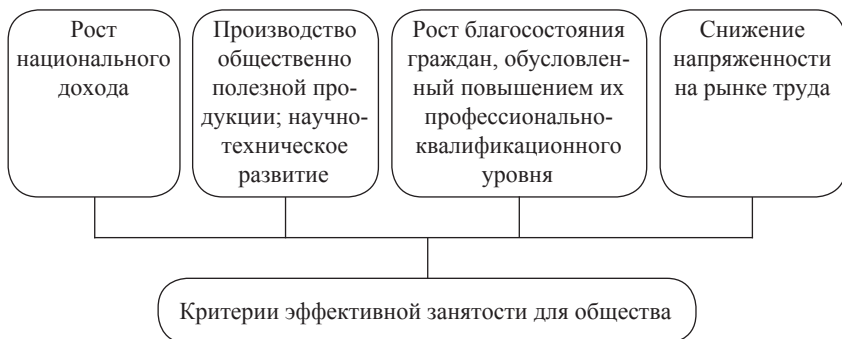 Рост
национального
дохода
Производство
общественно
полезной про-
дукции; научно-
техническое
развитие
Рост благосостояния
граждан, обусловлен-
ный повышением их
профессионально-
квалификационного
уровня
Снижение
напряженности
на рынке труда
Критерии эффективной занятости для общества